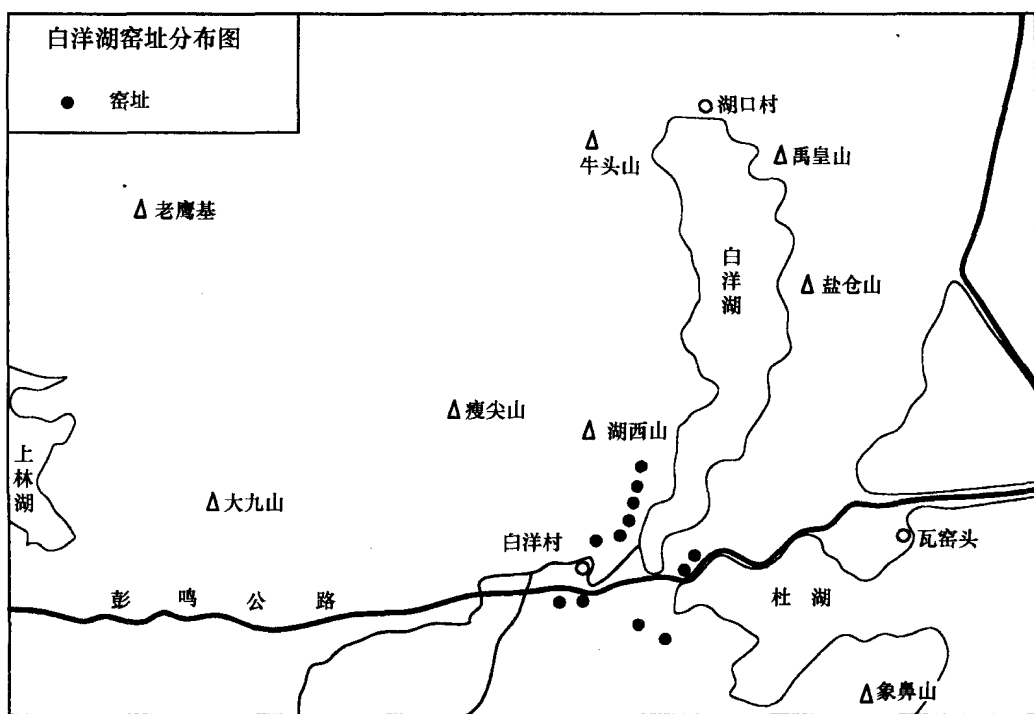 白洋湖窑址分布图
窑址
湖口村
牛头山
禹皇山
老鹰基
白洋湖
盐仓山
瘦尖山
湖西山
上林湖
大九山
白洋村
瓦窑头
彭鸣公路
杜湖
象鼻山